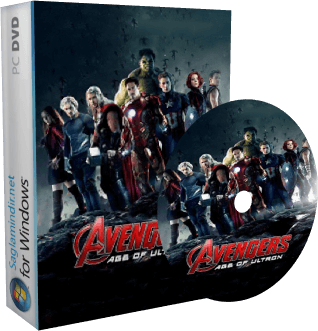 PC DVD
Saglamindir.net
for Windows
AVENGERS
AGE OF ULTRON
AVENGERS
AGE OF ULTRON